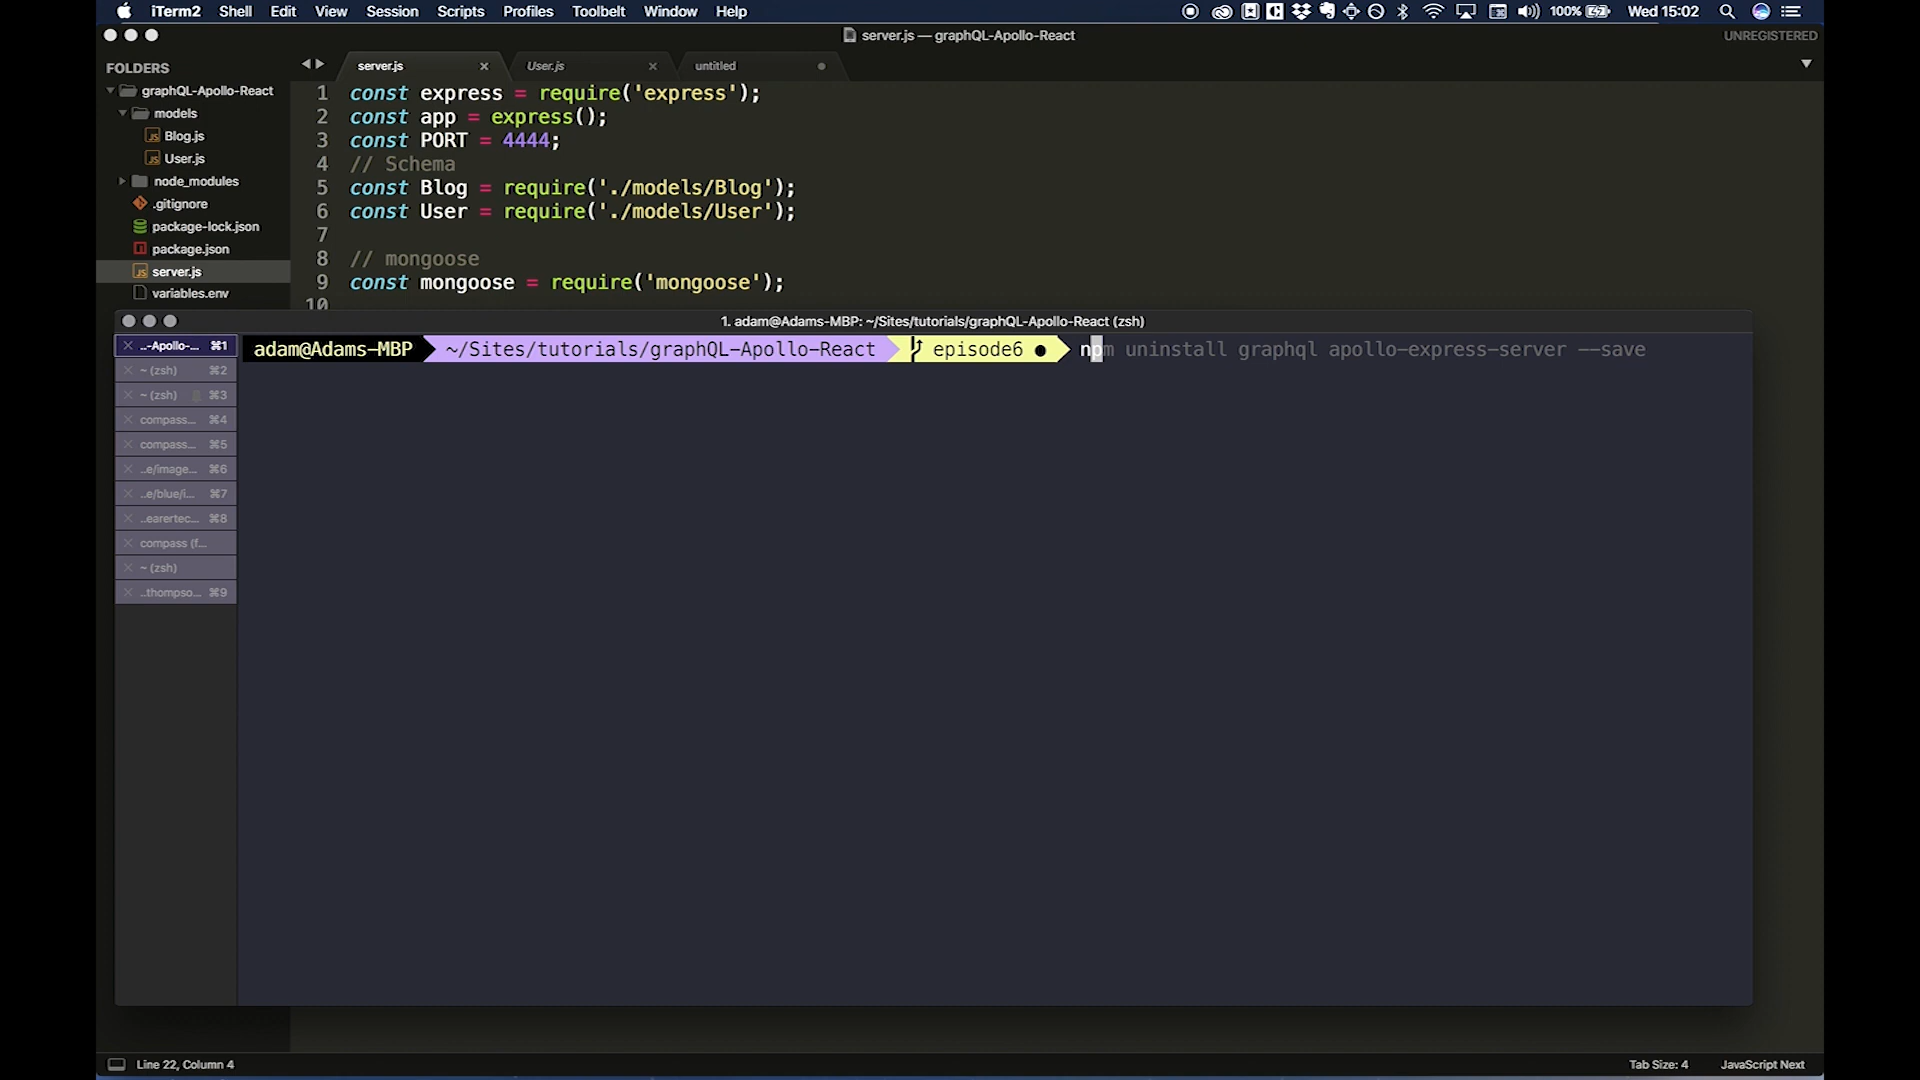 iTerm2 Shell Edit View Session Scripts Profiles Toolbelt Window Help
100% Wed 15:02
server.js — graphQL-Apollo-React
UNREGISTERED
FOLDERS
graphQL-Apollo-React
models
Blog.js
User.js
node_modules
.gitignore
package-lock.json
package.json
server.js
variables.env
server.js User.js untitled
1 const express = require('express');
2 const app = express();
3 const PORT = 4444;
4 // Schema
5 const Blog = require('./models/Blog');
6 const User = require('./models/User');
7
8 // mongoose
9 const mongoose = require('mongoose');
10
1. adam@Adams-MBP: ~/Sites/tutorials/graphQL-Apollo-React (zsh)
..-Apollo-... ⌘1
~ (zsh) ⌘2
~ (zsh) ⌘3
compass... ⌘4
compass... ⌘5
..e/image... ⌘6
..e/blue/i... ⌘7
..earertec... ⌘8
compass (f...
~ (zsh)
..thompso... ⌘9
adam@Adams-MBP ~/Sites/tutorials/graphQL-Apollo-React episode6 ● npm uninstall graphql apollo-express-server --save
Line 22, Column 4
Tab Size: 4
JavaScript Next